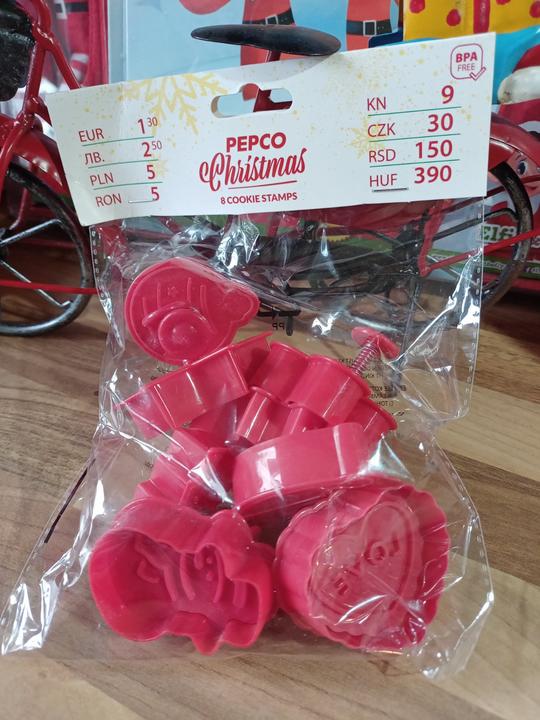 BPA
FREE
EUR 1 30
ЛВ. 2 50
PLN 5
RON 5
PEPCO
Christmas
8 COOKIE STAMPS
KN 9
CZK 30
RSD 150
HUF 390